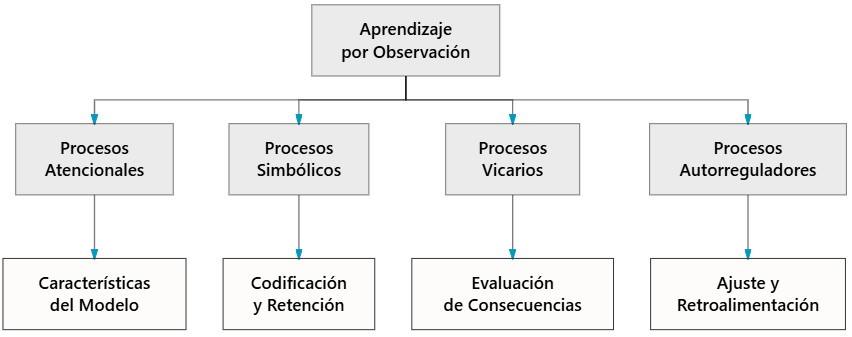 Aprendizaje
por Observación
Procesos
Atencionales
Procesos
Simbólicos
Procesos
Vicarios
Procesos
Autorreguladores
Características
del Modelo
Codificación
y Retención
Evaluación
de Consecuencias
Ajuste y
Retroalimentación